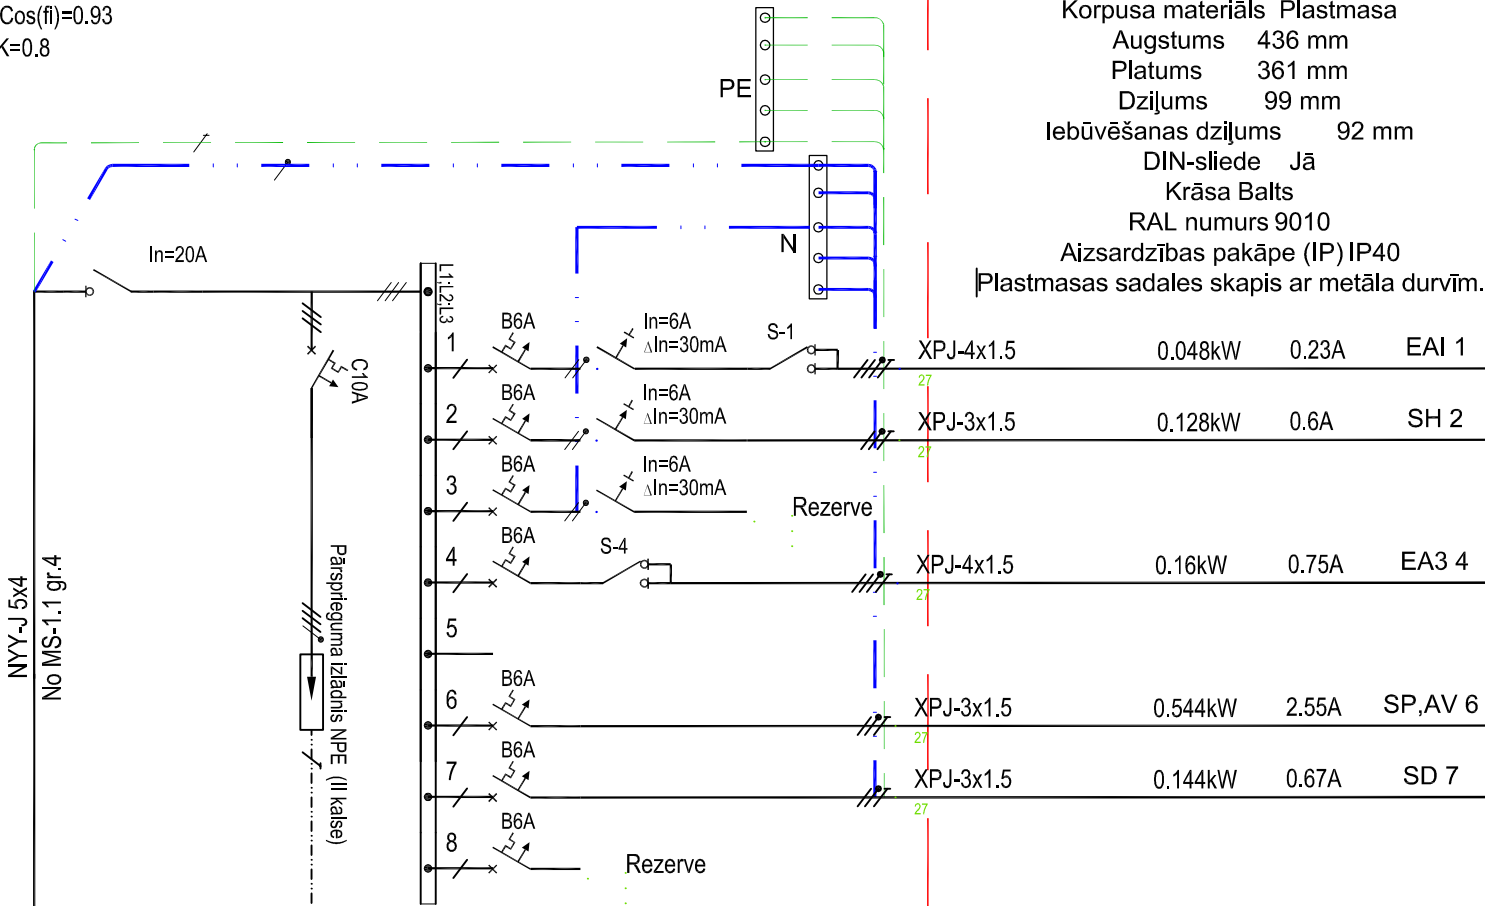 Cos(fi)=0.93
K=0.8
Korpusa materiāls Plastmasa
Augstums 436 mm
Platums 361 mm
Dziļums 99 mm
Iebūvēšanas dziļums 92 mm
DIN-sliede Jā
Krāsa Balts
RAL numurs 9010
Aizsardzības pakāpe (IP) IP40
Plastmasas sadales skapis ar metāla durvīm.
PE
N
In=20A
L1;L2;L3
C10A
NYY-J 5x4
No MS-1.1 gr.4
Pārsprieguma izlādnis NPE (II kalse)
1 B6A In=6A
ΔIn=30mA
S-1
XPJ-4x1.5 0.048kW 0.23A EAI 1
27
2 B6A In=6A
ΔIn=30mA
XPJ-3x1.5 0.128kW 0.6A SH 2
27
3 B6A In=6A
ΔIn=30mA
Rezerve
4 B6A S-4
XPJ-4x1.5 0.16kW 0.75A EA3 4
27
5
6 B6A
XPJ-3x1.5 0.544kW 2.55A SP,AV 6
27
7 B6A
XPJ-3x1.5 0.144kW 0.67A SD 7
27
8 B6A
Rezerve